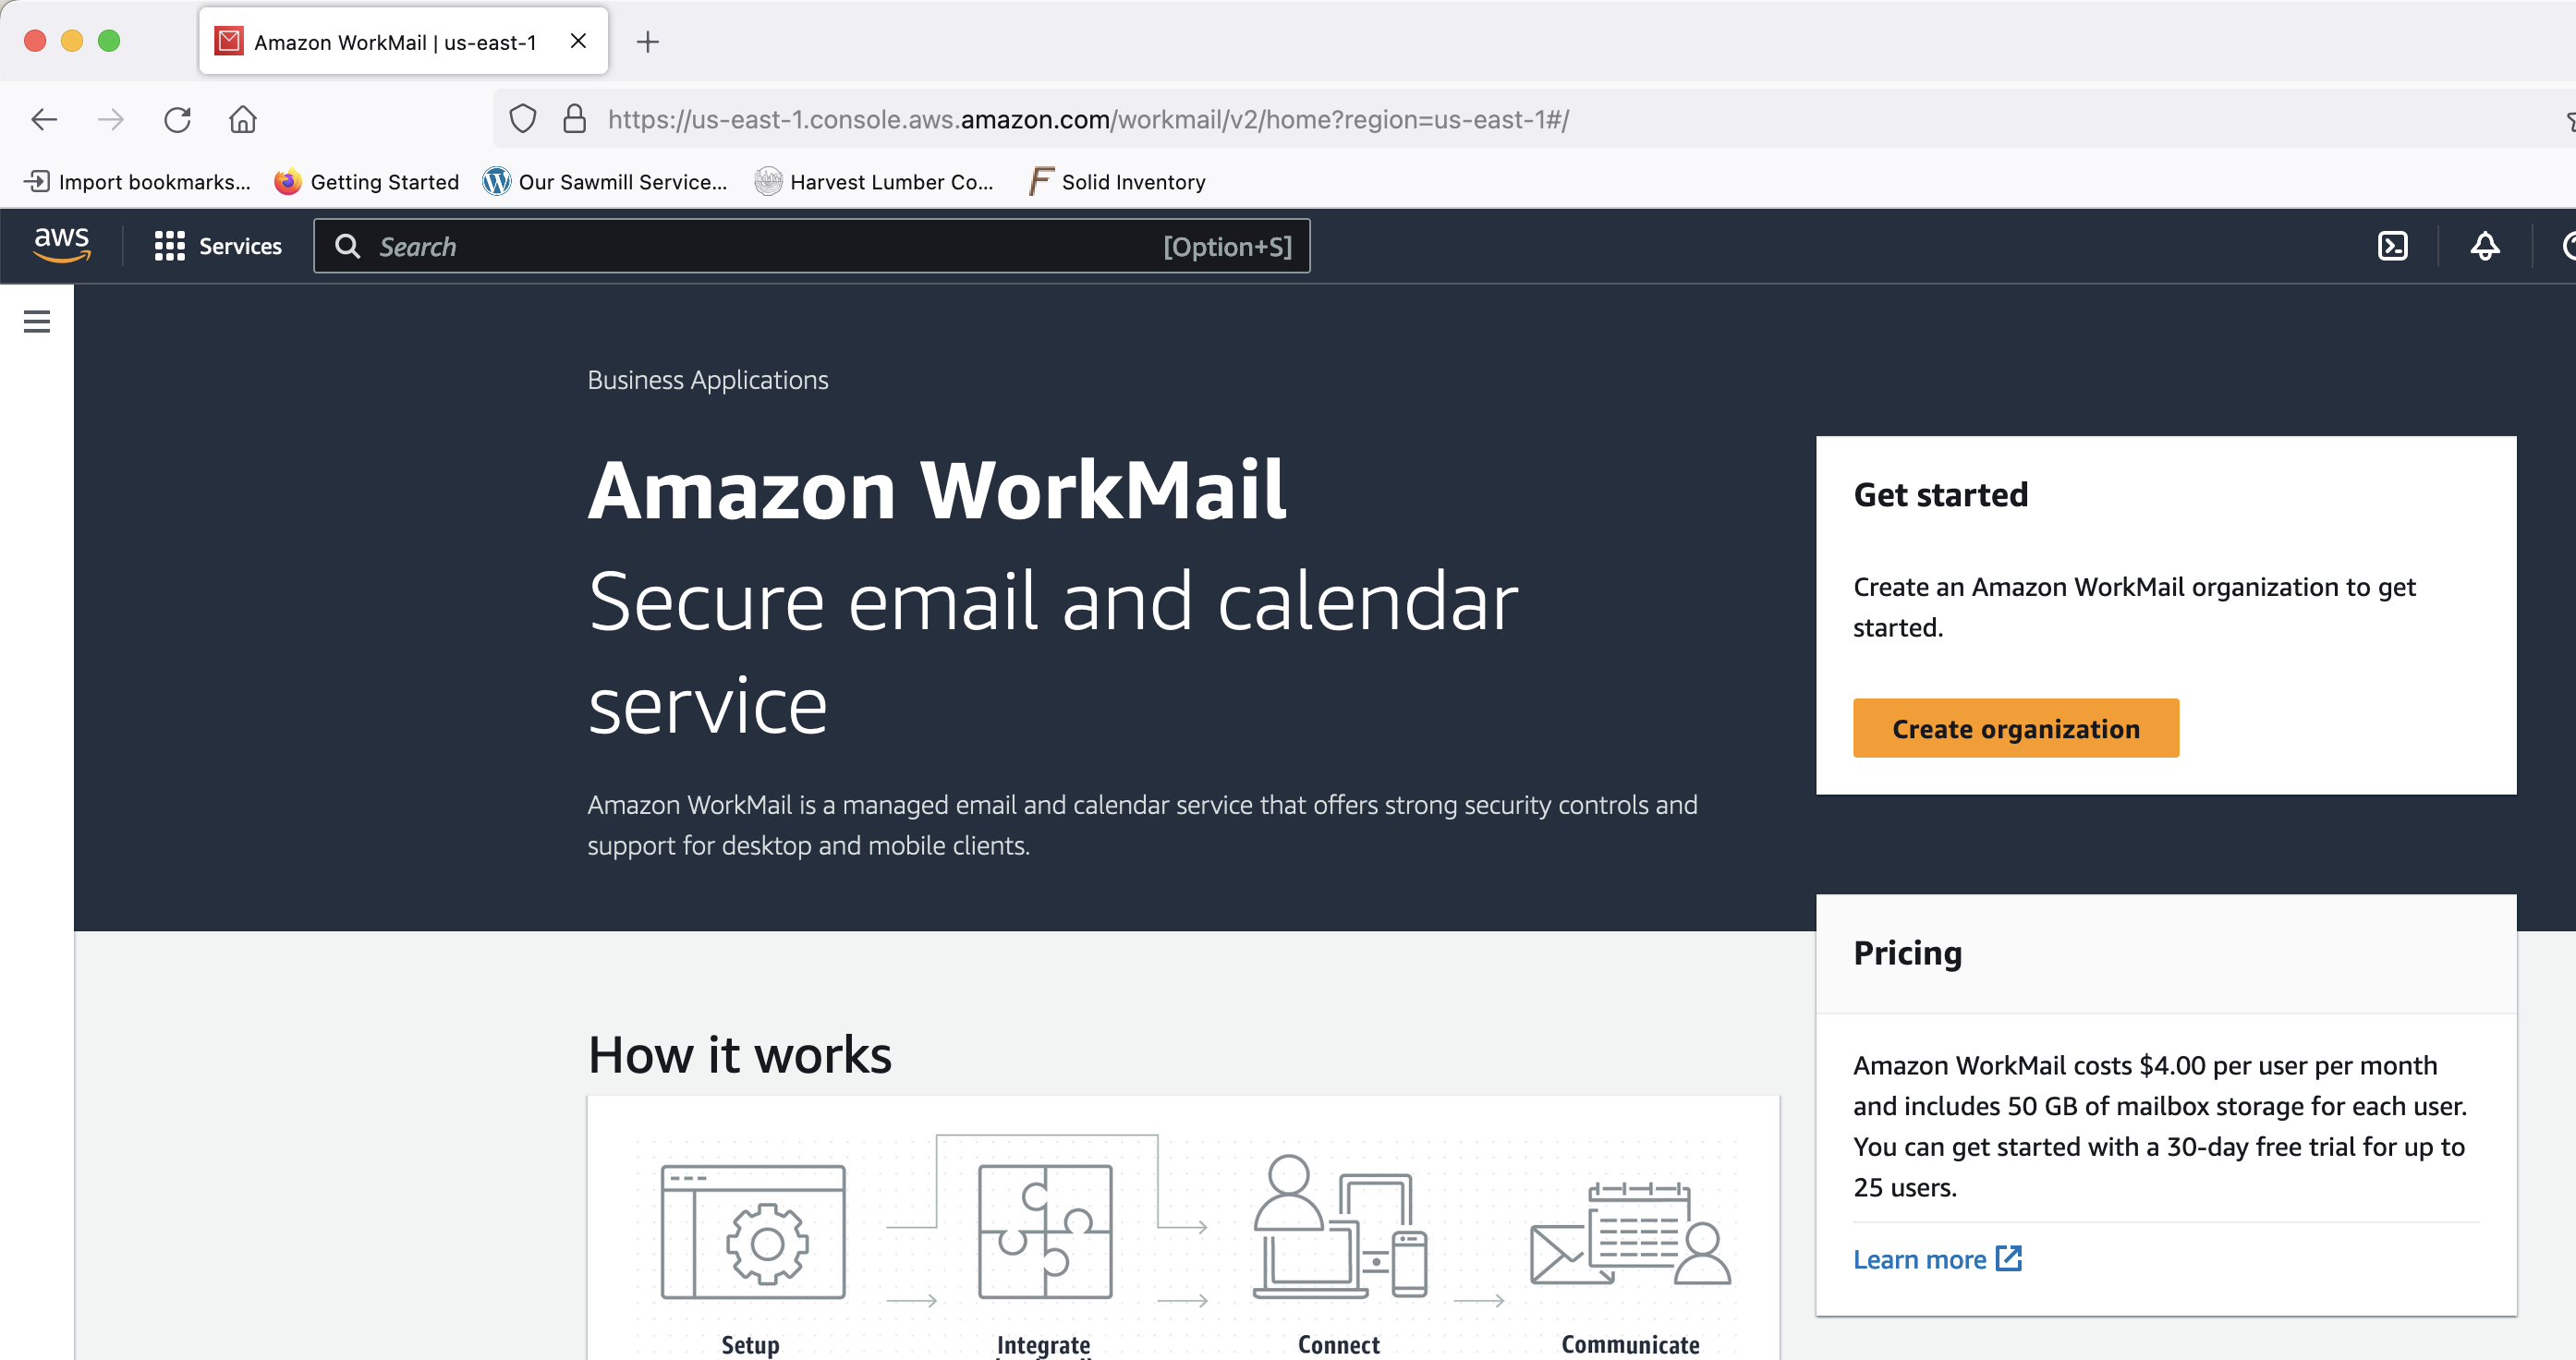 Amazon WorkMail | us-east-1
https://us-east-1.console.aws.amazon.com/workmail/v2/home?region=us-east-1#/
Import bookmarks...
Getting Started
Our Sawmill Service...
Harvest Lumber Co...
Solid Inventory
aws
Services
Search
[Option+S]
Business Applications
Amazon WorkMail
Secure email and calendar
service
Amazon WorkMail is a managed email and calendar service that offers strong security controls and
support for desktop and mobile clients.
Get started
Create an Amazon WorkMail organization to get
started.
Create organization
Pricing
Amazon WorkMail costs $4.00 per user per month
and includes 50 GB of mailbox storage for each user.
You can get started with a 30-day free trial for up to
25 users.
Learn more
How it works
Setup
Integrate
Connect
Communicate